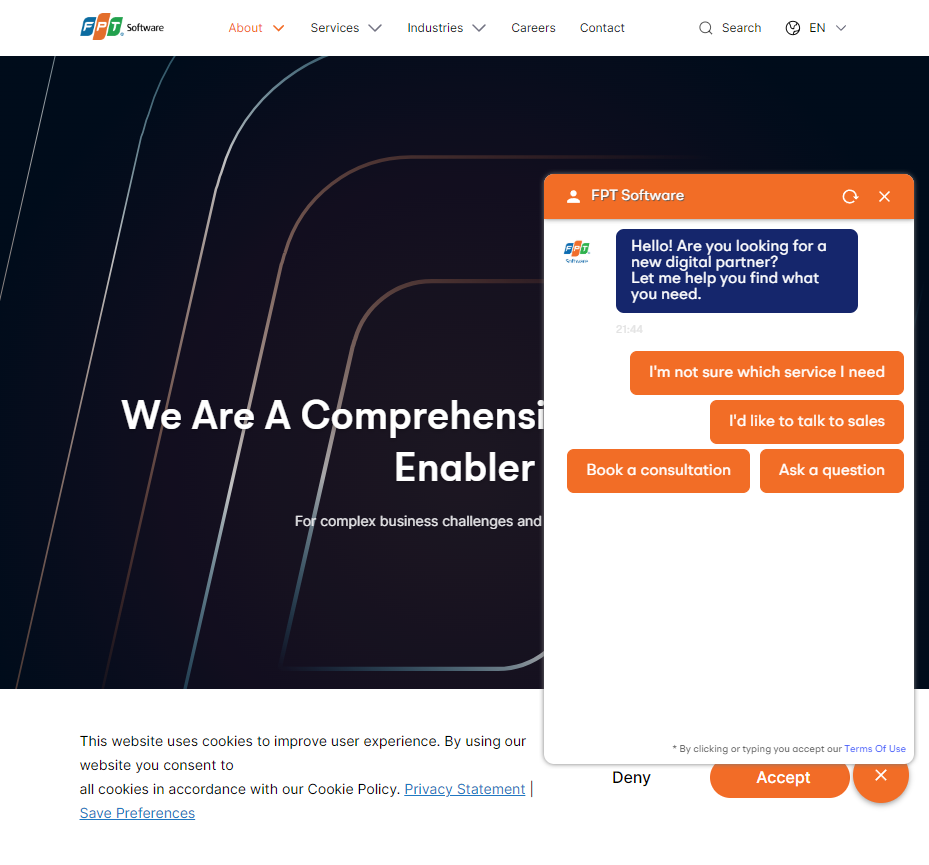 FPT Software
About
Services
Industries
Careers
Contact
Search
EN
We Are A Comprehensi
Enabler
For complex business challenges and
FPT Software
FPT
Software
Hello! Are you looking for a
new digital partner?
Let me help you find what
you need.
21:44
I'm not sure which service I need
I'd like to talk to sales
Book a consultation
Ask a question
* By clicking or typing you accept our Terms Of Use
This website uses cookies to improve user experience. By using our
website you consent to
all cookies in accordance with our Cookie Policy. Privacy Statement |
Save Preferences
Deny
Accept